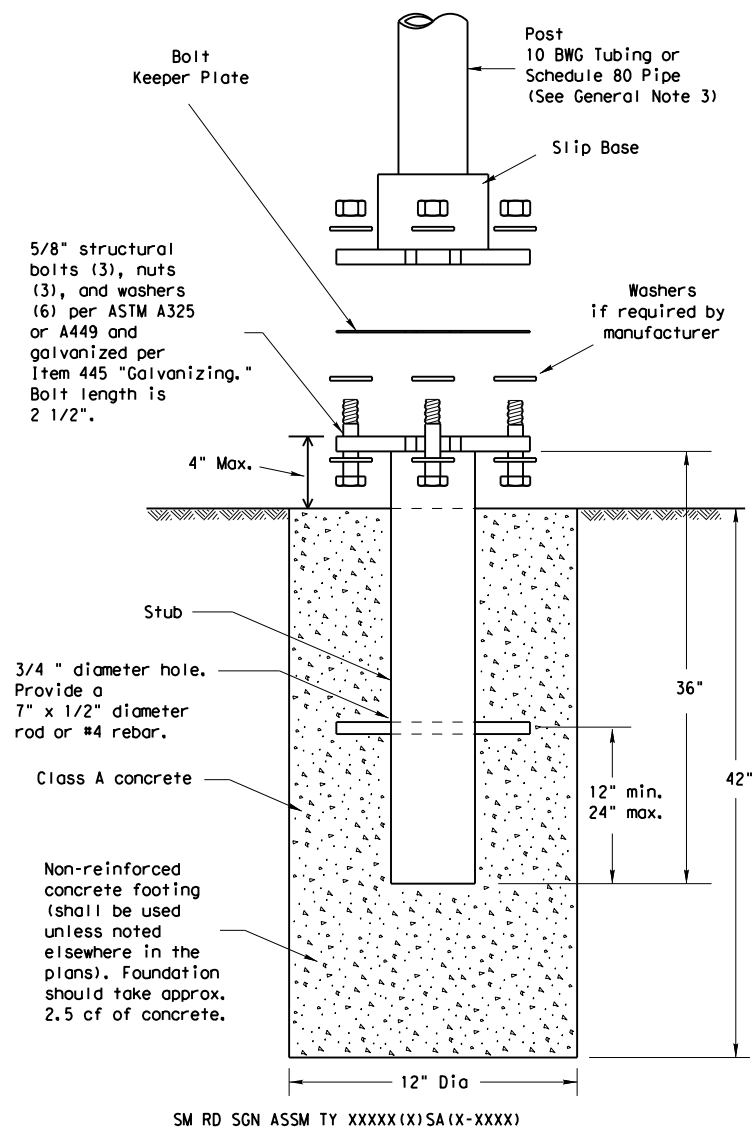 Post
10 BWG Tubing or
Schedule 80 Pipe
(See General Note 3)
Bolt
Keeper Plate
Slip Base
5/8" structural
bolts (3), nuts
(3), and washers
(6) per ASTM A325
or A449 and
galvanized per
Item 445 "Galvanizing."
Bolt length is
2 1/2".
Washers
if required by
manufacturer
4" Max.
Stub
3/4 " diameter hole.
Provide a
7" x 1/2" diameter
rod or #4 rebar.
36"
12" min.
24" max.
42"
Class A concrete
Non-reinforced
concrete footing
(shall be used
unless noted
elsewhere in the
plans). Foundation
should take approx.
2.5 cf of concrete.
12" Dia
SM RD SGN ASSM TY XXXXX(X)SA(X-XXXX)